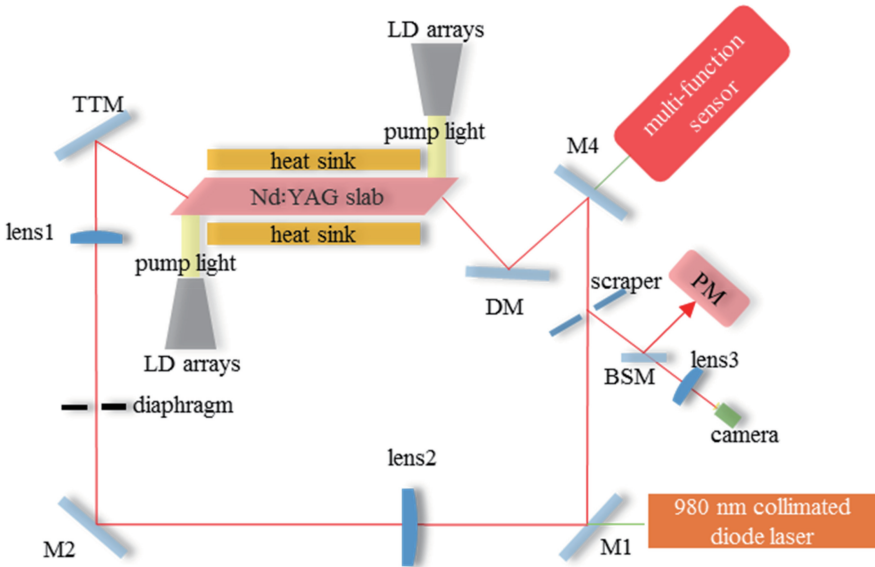 LD arrays
TTM
pump light
multi-function
sensor
M4
heat sink
Nd:YAG slab
lens1
heat sink
pump light
scraper
PM
DM
LD arrays
BSM
lens3
diaphragm
camera
lens2
980 nm collimated
diode laser
M2
M1